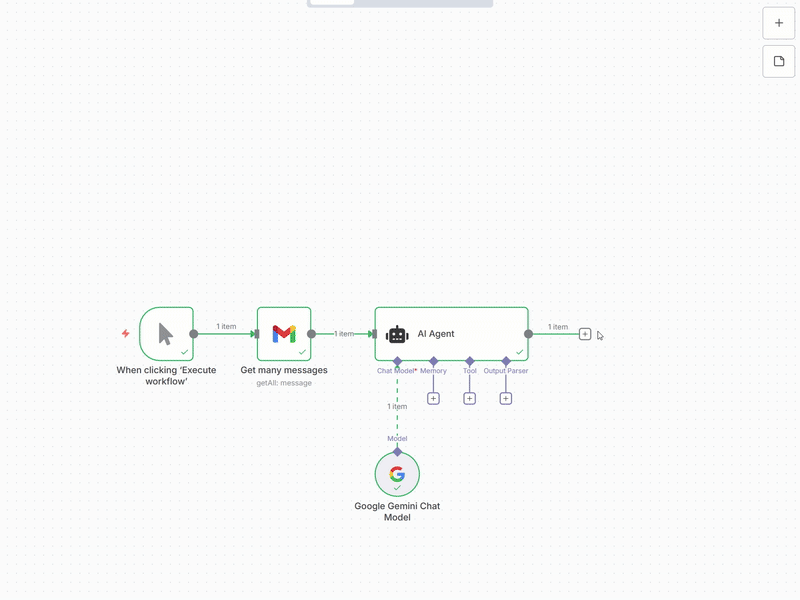 1 item
1 item
AI Agent
1 item
When clicking ‘Execute
workflow’
Get many messages
getAll: message
Chat Model*
Memory
Tool
Output Parser
1 item
Model
Google Gemini Chat
Model